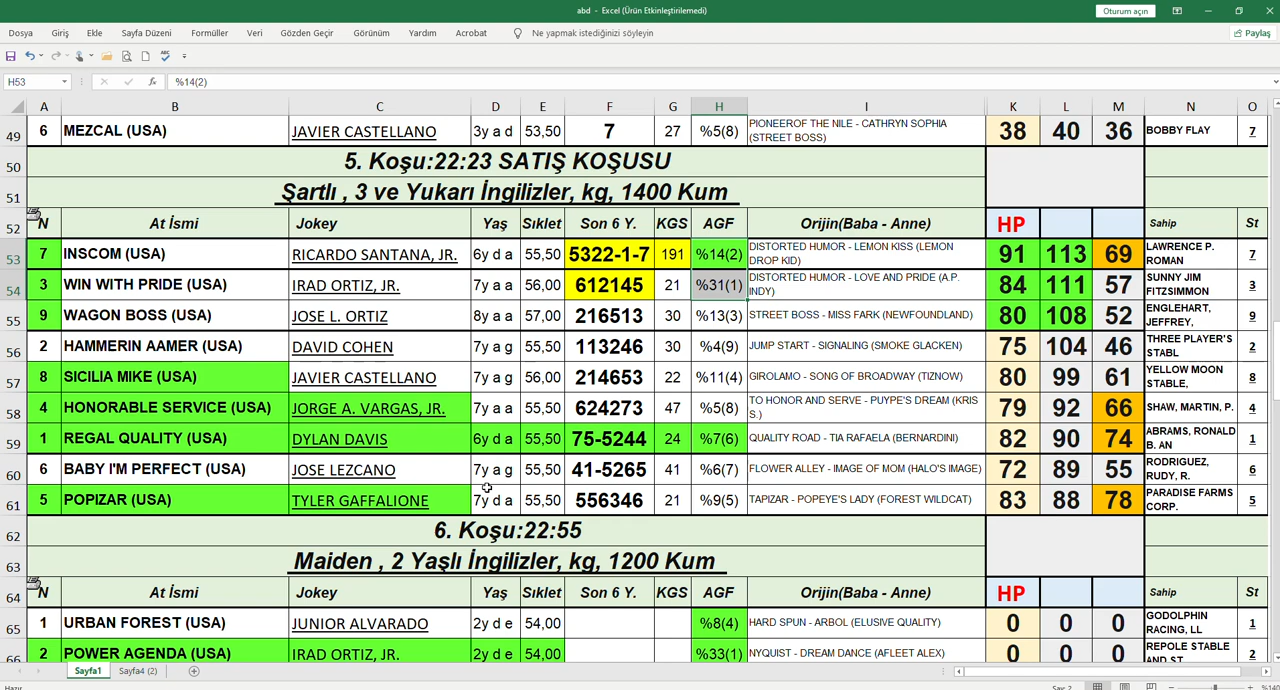 abd - Excel (Ürün Etkinleştirilemedi)
Oturum açın
Dosya Giriş Ekle Sayfa Düzeni Formüller Veri Gözden Geçir Görünüm Yardım Acrobat Ne yapmak istediğinizi söyleyin Paylaş
H53 %14(2)
A B C D E F G H I K L M N O
49 6 MEZCAL (USA) JAVIER CASTELLANO 3y a d 53,50 7 27 %5(8) PIONEEROF THE NILE - CATHRYN SOPHIA (STREET BOSS) 38 40 36 BOBBY FLAY 7
50 5. Koşu:22:23 SATIŞ KOŞUSU
51 Şartlı , 3 ve Yukarı İngilizler, kg, 1400 Kum
52 N At İsmi Jokey Yaş Sıklet Son 6 Y. KGS AGF Orijin(Baba - Anne) HP Sahip St
53 7 INSCOM (USA) RICARDO SANTANA, JR. 6y d a 55,50 5322-1-7 191 %14(2) DISTORTED HUMOR - LEMON KISS (LEMON DROP KID) 91 113 69 LAWRENCE P. ROMAN 7
54 3 WIN WITH PRIDE (USA) IRAD ORTIZ, JR. 7y a a 56,00 612145 21 %31(1) DISTORTED HUMOR - LOVE AND PRIDE (A.P. INDY) 84 111 57 SUNNY JIM FITZSIMMON 3
55 9 WAGON BOSS (USA) JOSE L. ORTIZ 8y a a 57,00 216513 30 %13(3) STREET BOSS - MISS FARK (NEWFOUNDLAND) 80 108 52 ENGLEHART, JEFFREY, 9
56 2 HAMMERIN AAMER (USA) DAVID COHEN 7y a g 55,50 113246 30 %4(9) JUMP START - SIGNALING (SMOKE GLACKEN) 75 104 46 THREE PLAYER'S STABL 2
57 8 SICILIA MIKE (USA) JAVIER CASTELLANO 7y a g 56,00 214653 22 %11(4) GIROLAMO - SONG OF BROADWAY (TIZNOW) 80 99 61 YELLOW MOON STABLE, 8
58 4 HONORABLE SERVICE (USA) JORGE A. VARGAS, JR. 7y a a 55,50 624273 47 %5(8) TO HONOR AND SERVE - PUYPE'S DREAM (KRIS S.) 79 92 66 SHAW, MARTIN, P. 4
59 1 REGAL QUALITY (USA) DYLAN DAVIS 6y d a 55,50 75-5244 24 %7(6) QUALITY ROAD - TIA RAFAELA (BERNARDINI) 82 90 74 ABRAMS, RONALD B. AN 1
60 6 BABY I'M PERFECT (USA) JOSE LEZCANO 7y a g 55,50 41-5265 41 %6(7) FLOWER ALLEY - IMAGE OF MOM (HALO'S IMAGE) 72 89 55 RODRIGUEZ, RUDY, R. 6
61 5 POPIZAR (USA) TYLER GAFFALIONE 7y d a 55,50 556346 21 %9(5) TAPIZAR - POPEYE'S LADY (FOREST WILDCAT) 83 88 78 PARADISE FARMS CORP. 5
62 6. Koşu:22:55
63 Maiden , 2 Yaşlı İngilizler, kg, 1200 Kum
64 N At İsmi Jokey Yaş Sıklet Son 6 Y. KGS AGF Orijin(Baba - Anne) HP Sahip St
65 1 URBAN FOREST (USA) JUNIOR ALVARADO 2y d e 54,00 %8(4) HARD SPUN - ARBOL (ELUSIVE QUALITY) 0 0 0 GODOLPHIN RACING, LL 1
66 2 POWER AGENDA (USA) IRAD ORTIZ, JR. 2y d e 54,00 %33(1) NYQUIST - DREAM DANCE (AFLEET ALEX) 0 0 0 REPOLE STABLE AND ST 2
Sayfa1 Sayfa4 (2)
Hazır Say: 2 %140